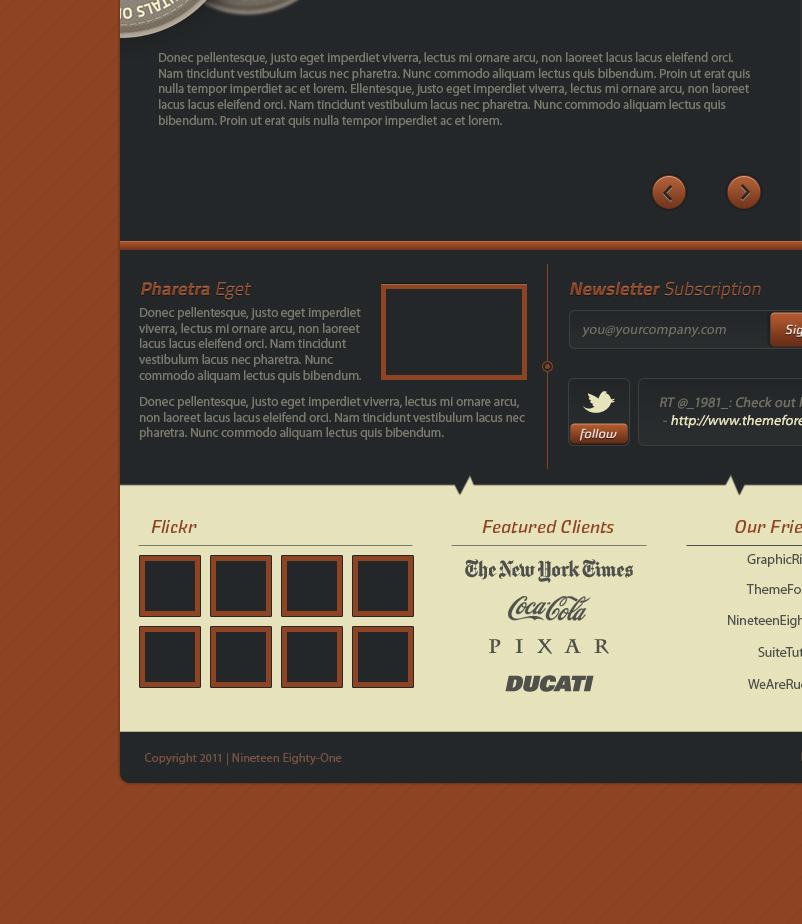 Donec pellentesque, justo eget imperdiet viverra, lectus mi ornare arcu, non laoreet lacus lacus eleifend orci.
Nam tincidunt vestibulum lacus nec pharetra. Nunc commodo aliquam lectus quis bibendum. Proin ut erat quis
nulla tempor imperdiet ac et lorem. Ellentesque, justo eget imperdiet viverra, lectus mi ornare arcu, non laoreet
lacus lacus eleifend orci. Nam tincidunt vestibulum lacus nec pharetra. Nunc commodo aliquam lectus quis
bibendum. Proin ut erat quis nulla tempor imperdiet ac et lorem.
Pharetra Eget
Donec pellentesque, justo eget imperdiet
viverra, lectus mi ornare arcu, non laoreet
lacus lacus eleifend orci. Nam tincidunt
vestibulum lacus nec pharetra. Nunc
commodo aliquam lectus quis bibendum.
Donec pellentesque, justo eget imperdiet viverra, lectus mi ornare arcu,
non laoreet lacus lacus eleifend orci. Nam tincidunt vestibulum lacus nec
pharetra. Nunc commodo aliquam lectus quis bibendum.
Newsletter Subscription
you@yourcompany.com
follow
RT @_1981_: Check out
- http://www.themefore
Flickr
Featured Clients
The New York Times
Coca-Cola
PIXAR
DUCATI
Our Frie
GraphicRi
ThemeFo
NineteenEigh
SuiteTut
WeAreRu
Copyright 2011 | Nineteen Eighty-One